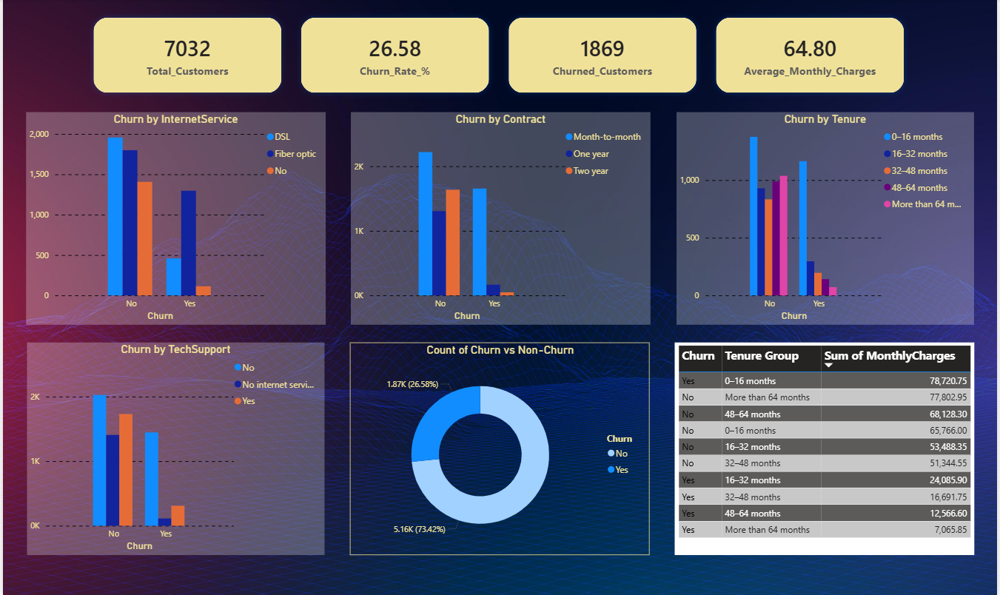 7032
Total_Customers
26.58
Churn_Rate_%
1869
Churned_Customers
64.80
Average_Monthly_Charges
Churn by InternetService
2,000
1,500
1,000
500
0
No
Yes
Churn
DSL
Fiber optic
No
Churn by Contract
2K
1K
0K
No
Yes
Churn
Month-to-month
One year
Two year
Churn by Tenure
1,000
500
0
No
Yes
Churn
0–16 months
16–32 months
32–48 months
48–64 months
More than 64 m...
Churn by TechSupport
2K
1K
0K
No
Yes
Churn
No
No internet servi...
Yes
Count of Churn vs Non-Churn
1.87K (26.58%)
5.16K (73.42%)
Churn
No
Yes
Churn Tenure Group Sum of MonthlyCharges
Yes 0–16 months 78,720.75
No More than 64 months 77,802.95
No 48–64 months 68,128.30
No 0–16 months 65,766.00
No 16–32 months 53,488.35
No 32–48 months 51,344.55
Yes 16–32 months 24,085.90
Yes 32–48 months 16,691.75
Yes 48–64 months 12,566.60
Yes More than 64 months 7,065.85